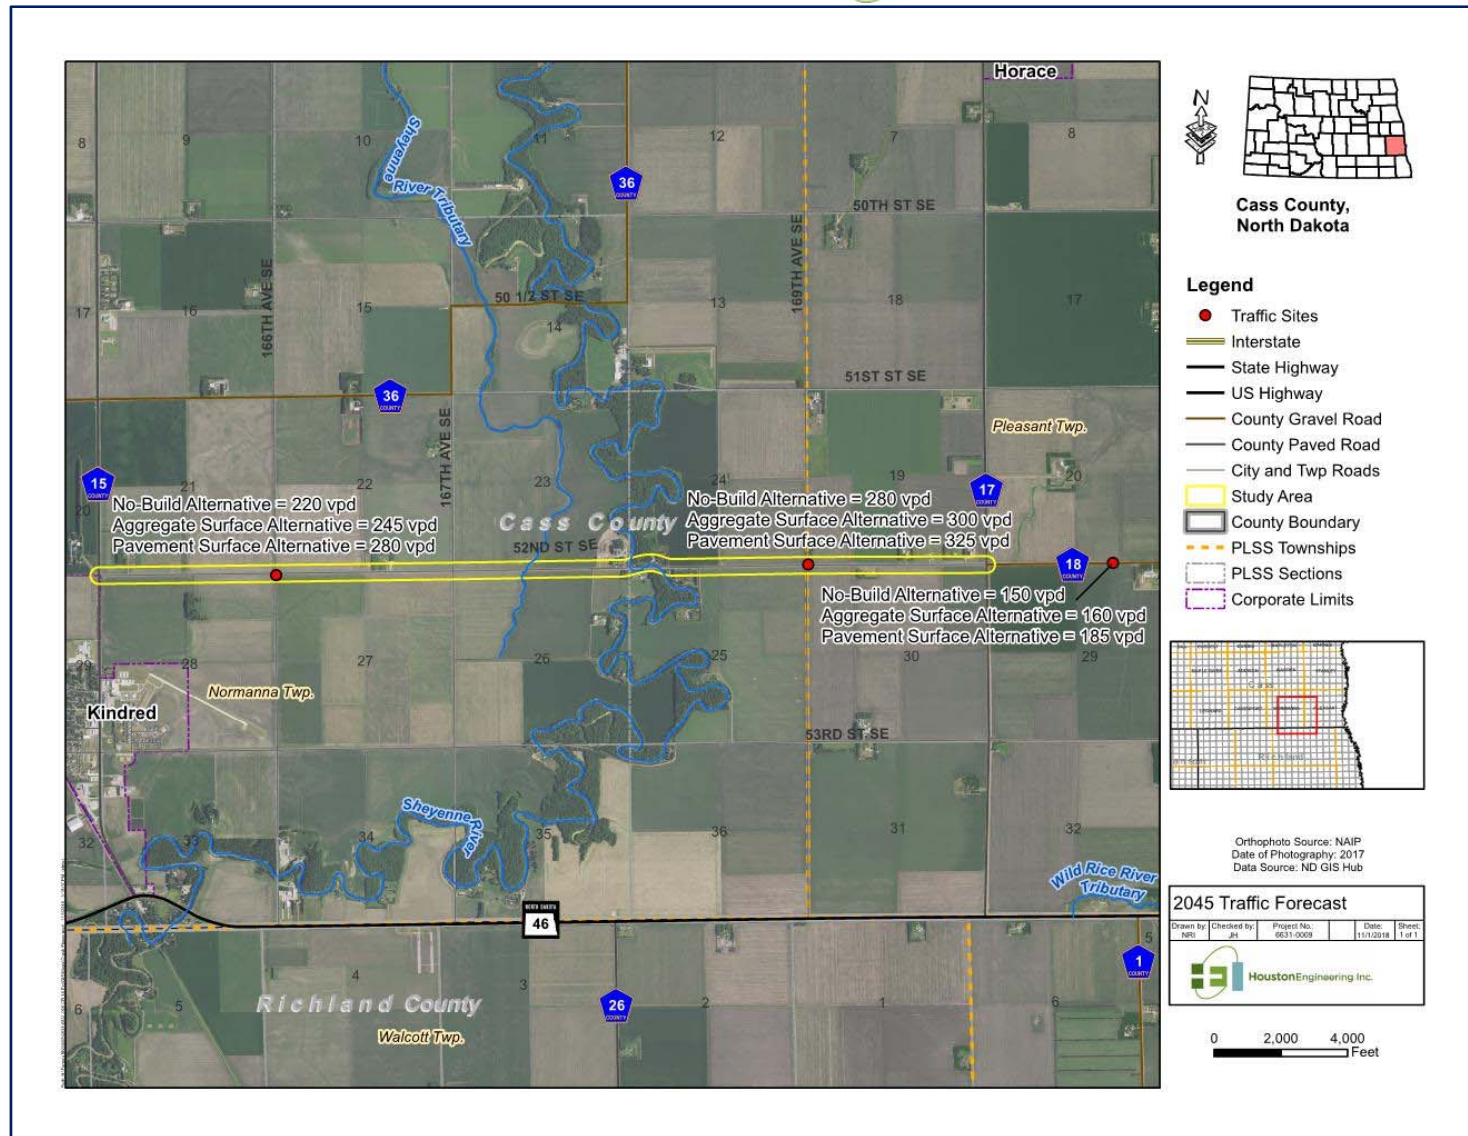 Horace
8
9
10
11
12
7
8
Sheyenne
River Tributary
36
COUNTY
50TH ST SE
166TH AVE SE
169TH AVE SE
17
16
15
50 1/2 ST SE
14
13
18
17
36
COUNTY
51ST ST SE
167TH AVE SE
Pleasant Twp.
15
COUNTY
20
21
22
23
24
19
17
COUNTY
20
No-Build Alternative = 220 vpd
Aggregate Surface Alternative = 245 vpd
Pavement Surface Alternative = 280 vpd
Cass County
52ND ST SE
No-Build Alternative = 280 vpd
Aggregate Surface Alternative = 300 vpd
Pavement Surface Alternative = 325 vpd
18
COUNTY
No-Build Alternative = 150 vpd
Aggregate Surface Alternative = 160 vpd
Pavement Surface Alternative = 185 vpd
29
28
27
26
25
30
29
Normanna Twp.
Kindred
53RD ST SE
Sheyenne
River
32
33
34
35
36
31
32
Wild Rice River
Tributary
NORTH DAKOTA
46
1
COUNTY
5
Richland County
26
COUNTY
6
5
4
3
2
1
6
Walcott Twp.
N
Cass County,
North Dakota
Legend
Traffic Sites
Interstate
State Highway
US Highway
County Gravel Road
County Paved Road
City and Twp Roads
Study Area
County Boundary
PLSS Townships
PLSS Sections
Corporate Limits
Cass
Richland
Orthophoto Source: NAIP
Date of Photography: 2017
Data Source: ND GIS Hub
2045 Traffic Forecast
Drawn by: NRI
Checked by: JH
Project No.: 6631-0009
Date: 11/1/2018
Sheet: 1 of 1
HoustonEngineering Inc.
0 2,000 4,000
Feet